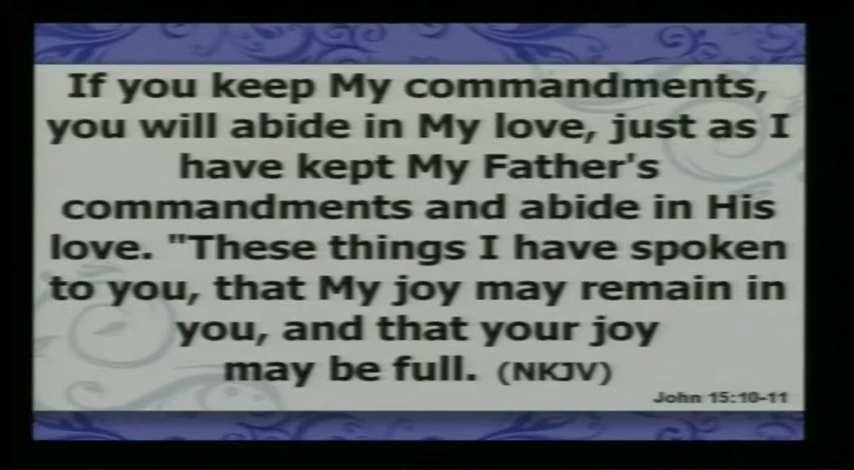 If you keep My commandments,
you will abide in My love, just as I
have kept My Father's
commandments and abide in His
love. "These things I have spoken
to you, that My joy may remain in
you, and that your joy
may be full. (NKJV)
John 15:10-11